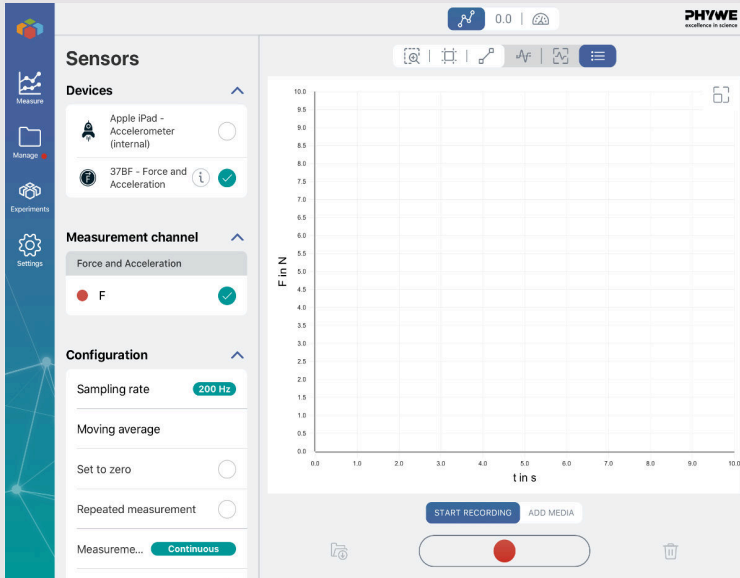 0.0
PHYWE
excellence in science
Measure
Manage
Experiments
Settings
Sensors
Devices
Apple iPad -
Accelerometer
(internal)
37BF - Force and
Acceleration
i
Measurement channel
Force and Acceleration
F
Configuration
Sampling rate 200 Hz
Moving average
Set to zero
Repeated measurement
Measureme... Continuous
F in N
10.0
9.5
9.0
8.5
8.0
7.5
7.0
6.5
6.0
5.5
5.0
4.5
4.0
3.5
3.0
2.5
2.0
1.5
1.0
0.5
0.0
0.0 1.0 2.0 3.0 4.0 5.0 6.0 7.0 8.0 9.0 10.0
t in s
START RECORDING ADD MEDIA